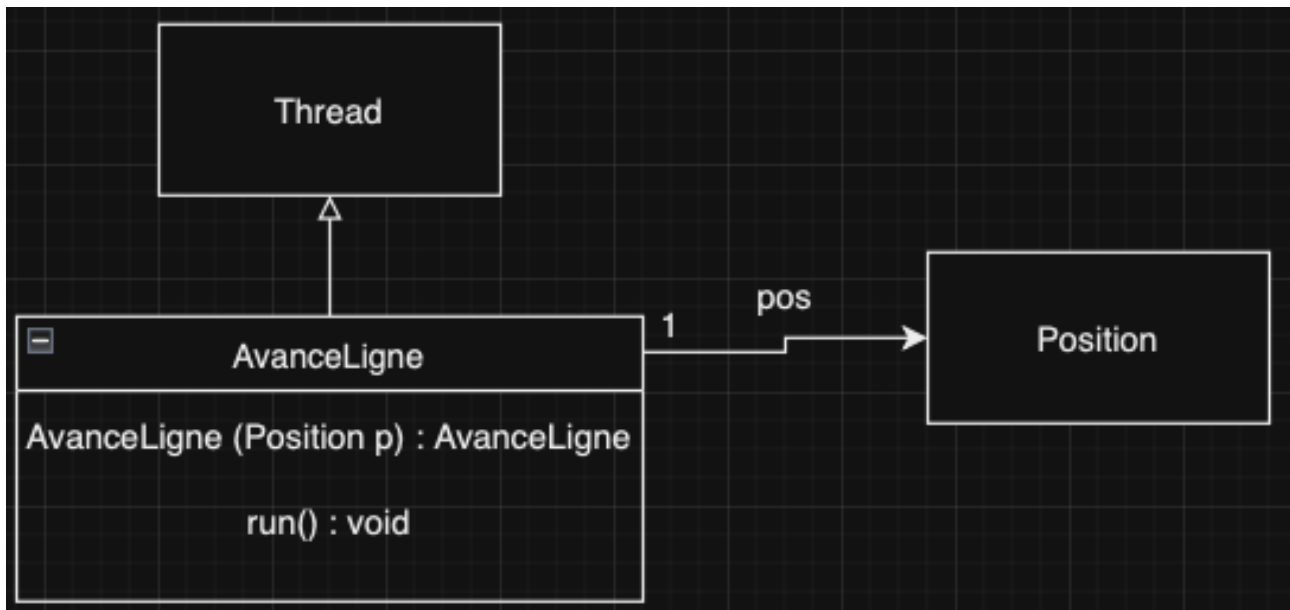 Thread
AvanceLigne
1
pos
Position
AvanceLigne (Position p) : AvanceLigne
run() : void